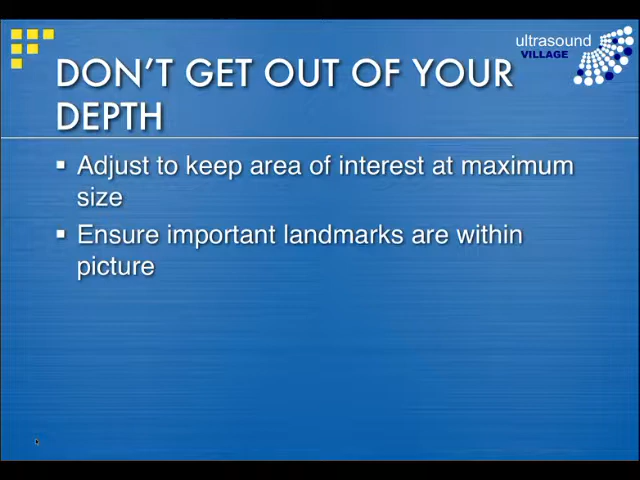 ultrasound
VILLAGE
DON'T GET OUT OF YOUR
DEPTH
▪ Adjust to keep area of interest at maximum
size
▪ Ensure important landmarks are within
picture